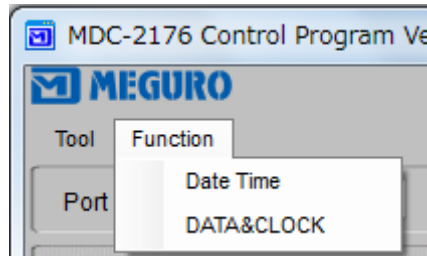 MDC-2176 Control Program Ve
MEGURO
Tool Function
Date Time
Port
DATA&CLOCK